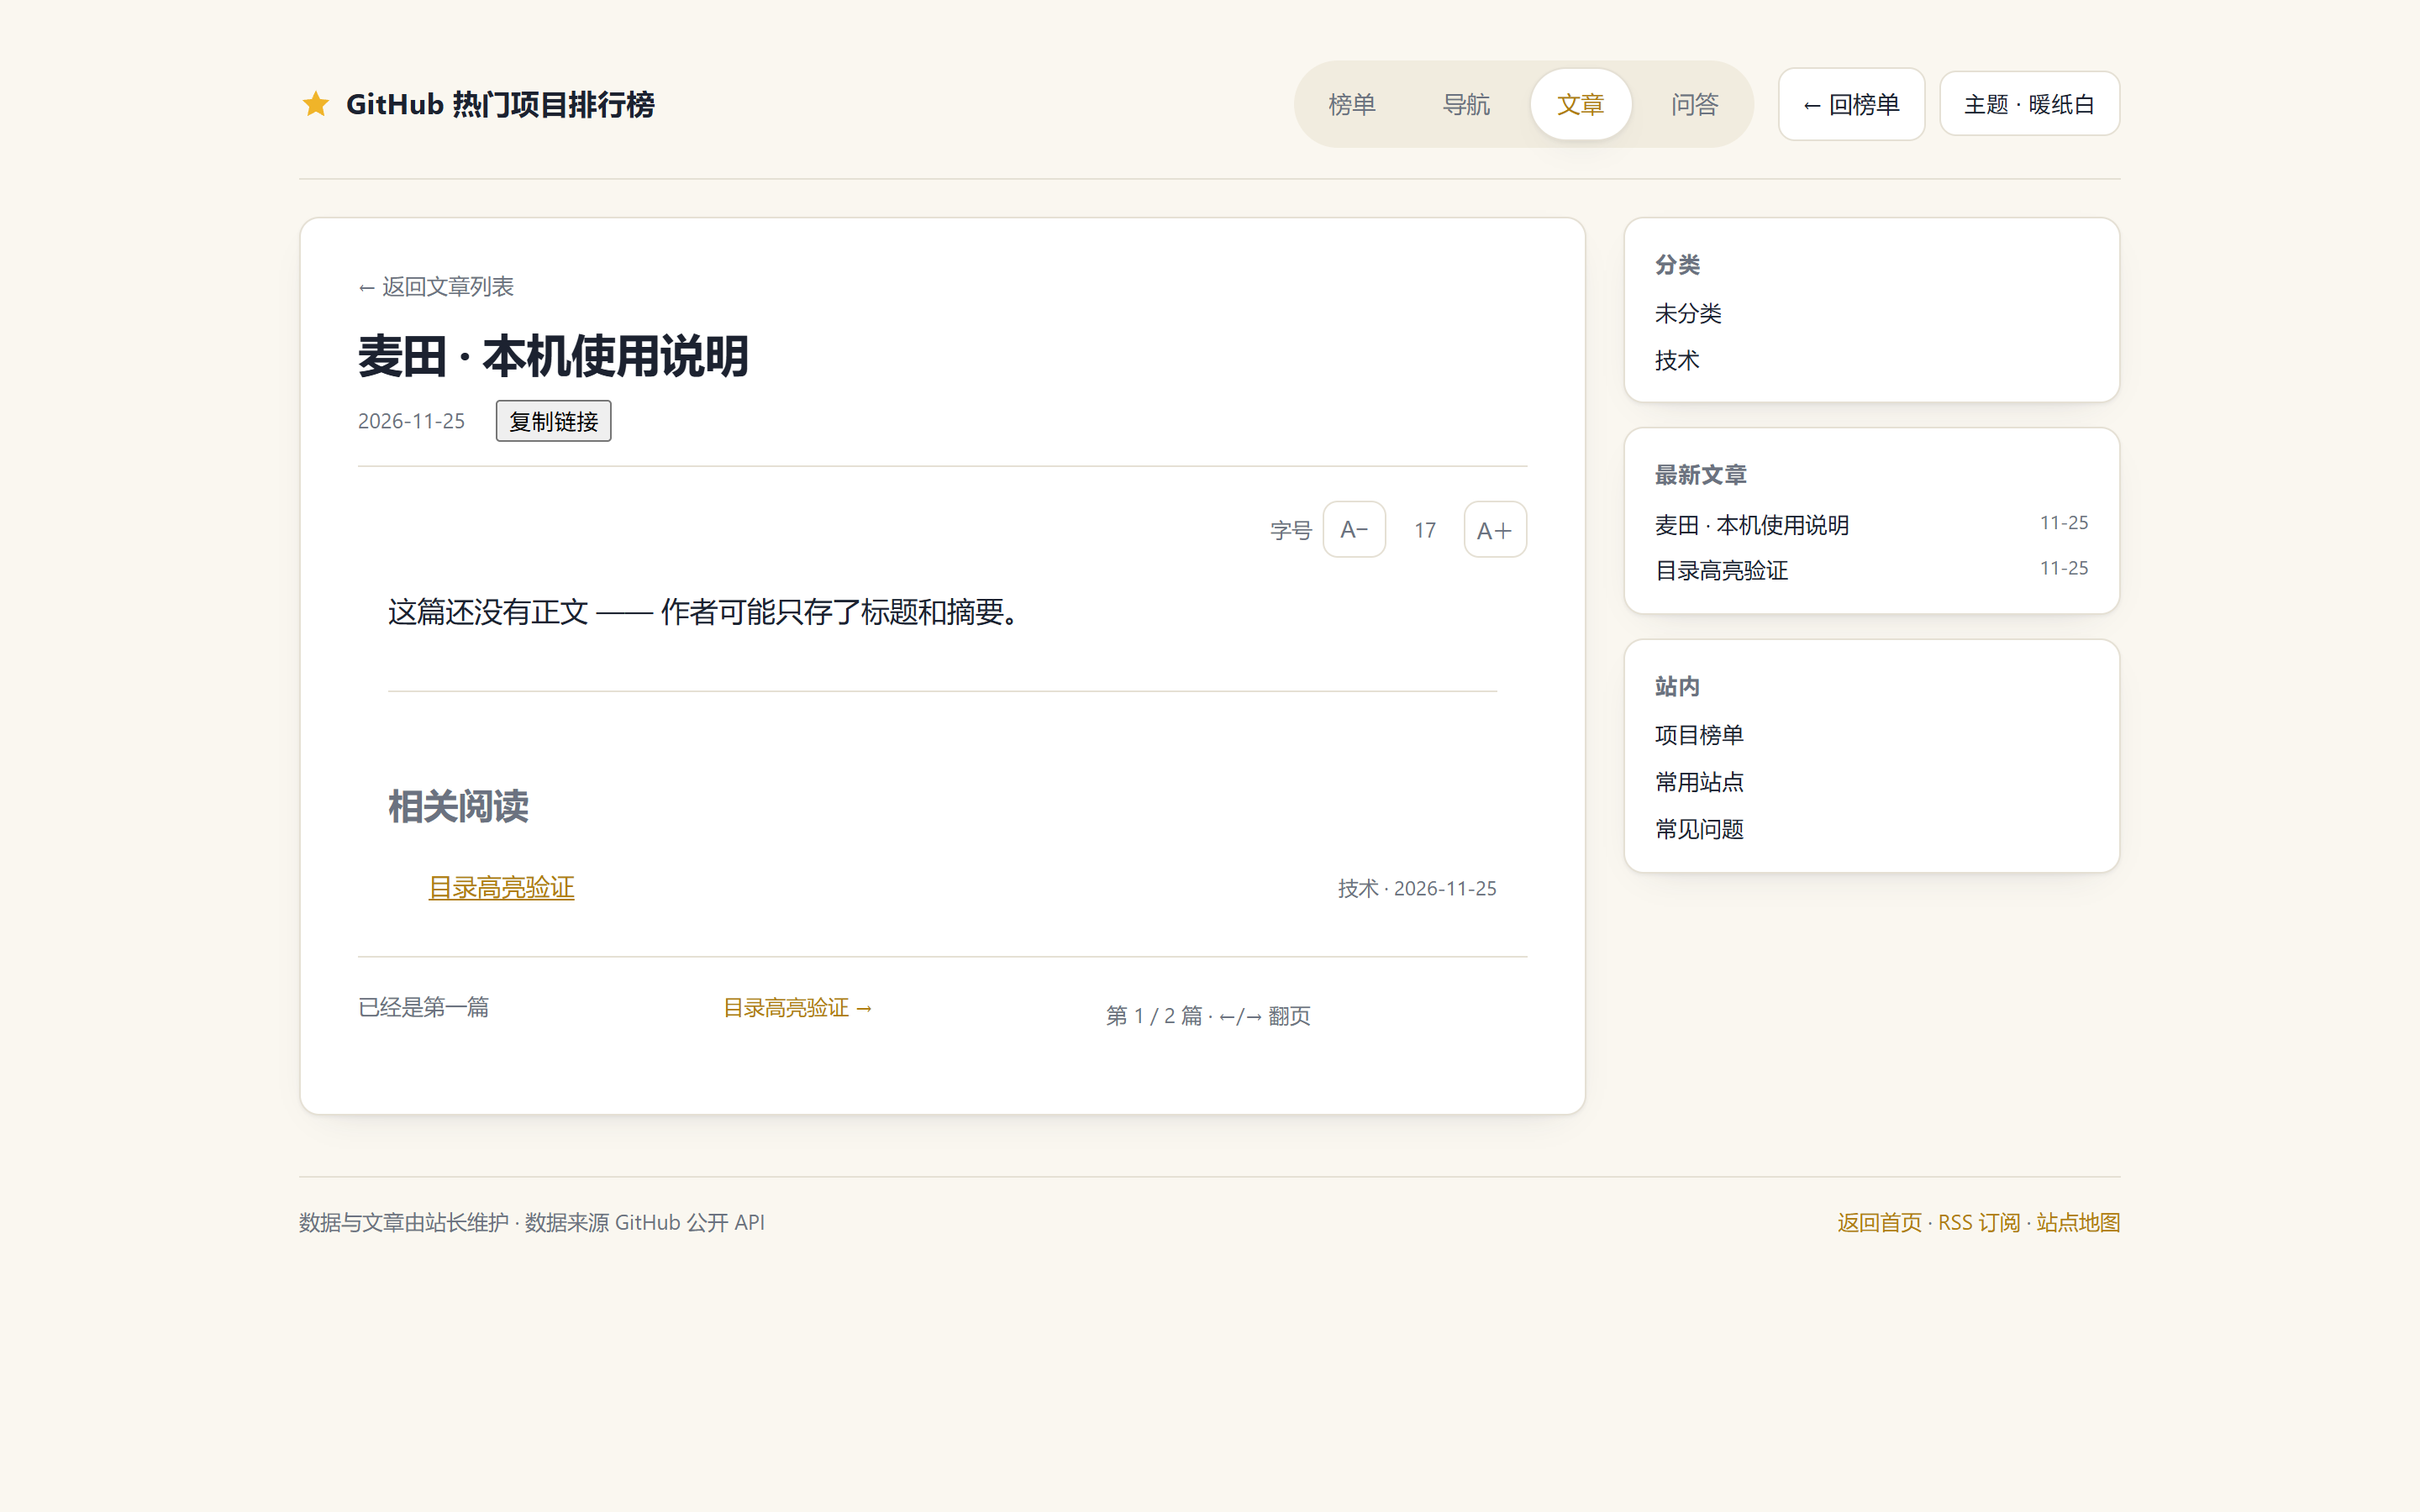 GitHub 热门项目排行榜
榜单 导航 文章 问答 ← 回榜单 主题 · 暖纸白
← 返回文章列表
麦田 · 本机使用说明
2026-11-25 复制链接
字号 A− 17 A＋
这篇还没有正文 —— 作者可能只存了标题和摘要。
相关阅读
目录高亮验证 技术 · 2026-11-25
已经是第一篇 目录高亮验证 → 第 1 / 2 篇 · ←/→ 翻页
分类
未分类
技术
最新文章
麦田 · 本机使用说明 11-25
目录高亮验证 11-25
站内
项目榜单
常用站点
常见问题
数据与文章由站长维护 · 数据来源 GitHub 公开 API
返回首页 · RSS 订阅 · 站点地图